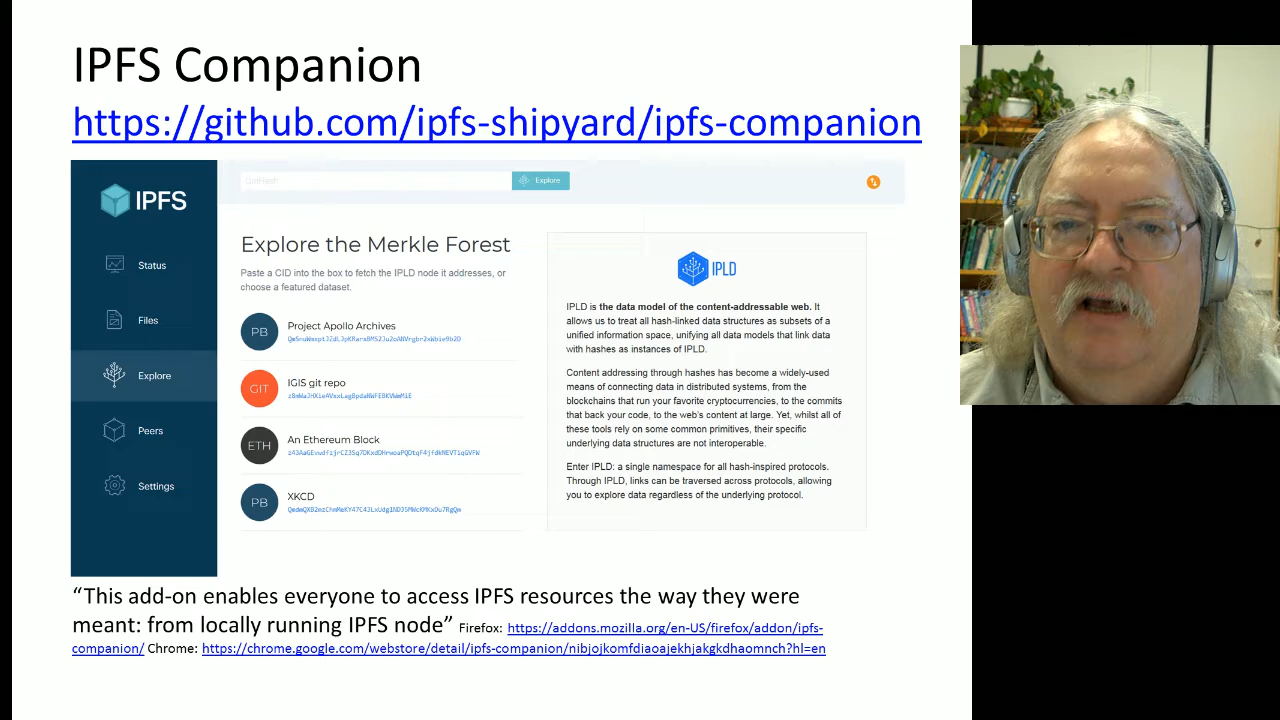 IPFS Companion
https://github.com/ipfs-shipyard/ipfs-companion
IPFS
QmHash
Explore
Status
Files
Explore
Peers
Settings
Explore the Merkle Forest
Paste a CID into the box to fetch the IPLD node it addresses, or
choose a featured dataset.
PB
Project Apollo Archives
GIT
IGIS git repo
ETH
An Ethereum Block
PB
XKCD
IPLD
IPLD is the data model of the content-addressable web. It
allows us to treat all hash-linked data structures as subsets of a
unified information space, unifying all data models that link data
with hashes as instances of IPLD.
Content addressing through hashes has become a widely-used
means of connecting data in distributed systems, from the
blockchains that run your favorite cryptocurrencies, to the commits
that back your code, to the web's content at large. Yet, whilst all of
these tools rely on some common primitives, their specific
underlying data structures are not interoperable.
Enter IPLD: a single namespace for all hash-inspired protocols.
Through IPLD, links can be traversed across protocols, allowing
you to explore data regardless of the underlying protocol.
“This add-on enables everyone to access IPFS resources the way they were
meant: from locally running IPFS node” Firefox: https://addons.mozilla.org/en-US/firefox/addon/ipfs-
companion/ Chrome: https://chrome.google.com/webstore/detail/ipfs-companion/nibjojkomfdiaoajekhjakgkdhaomnch?hl=en